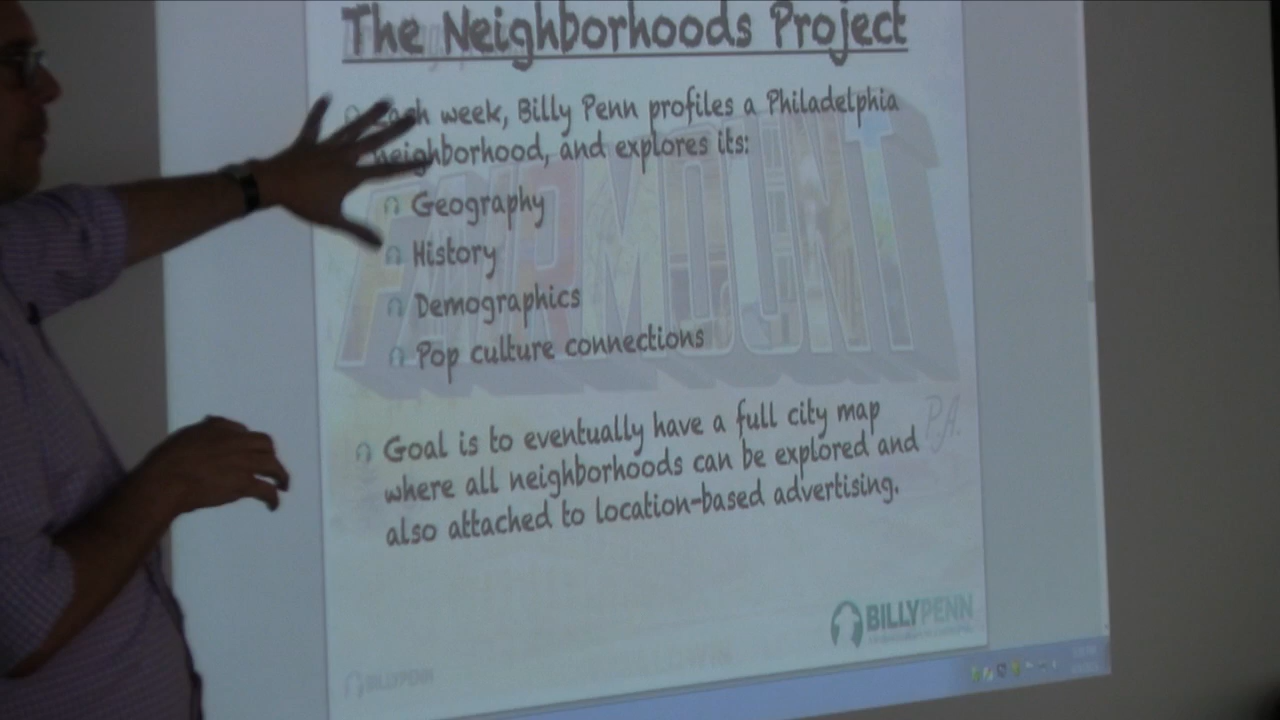 The Neighborhoods Project
Each week, Billy Penn profiles a Philadelphia
neighborhood, and explores its:
Geography
History
Demographics
Pop culture connections
Goal is to eventually have a full city map
where all neighborhoods can be explored and
also attached to location-based advertising.
FAIRMOUNT
P.A.
BILLYPENN
BILLYPENN